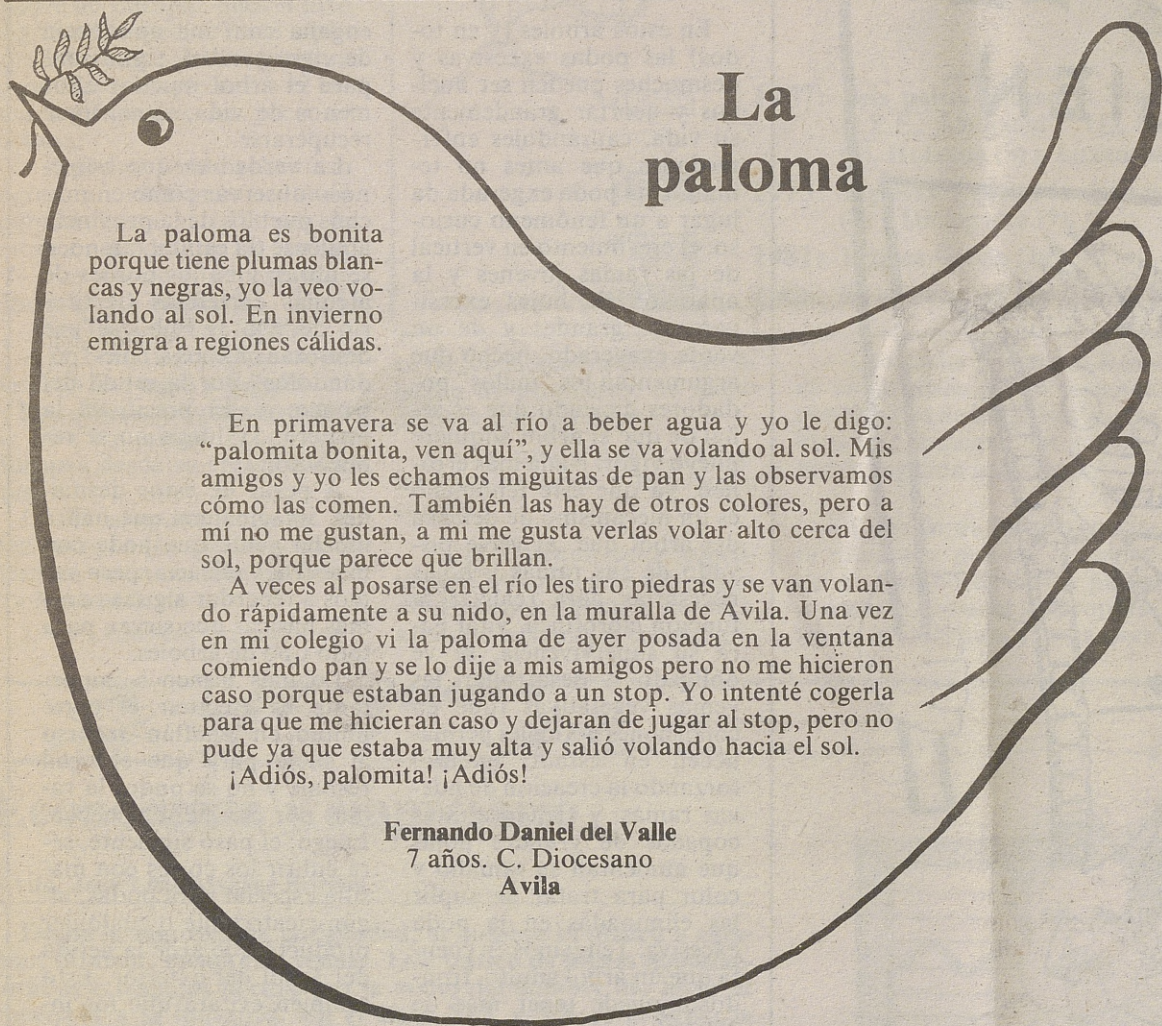 La
paloma
La paloma es bonita
porque tiene plumas blan-
cas y negras, yo la veo vo-
lando al sol. En invierno
emigra a regiones cálidas.
En primavera se va al río a beber agua y yo le digo:
“palomita bonita, ven aquí”, y ella se va volando al sol. Mis
amigos y yo les echamos miguitas de pan y las observamos
cómo las comen. También las hay de otros colores, pero a
mí no me gustan, a mi me gusta verlas volar alto cerca del
sol, porque parece que brillan.
A veces al posarse en el río les tiro piedras y se van volan-
do rápidamente a su nido, en la muralla de Avila. Una vez
en mi colegio vi la paloma de ayer posada en la ventana
comiendo pan y se lo dije a mis amigos pero no me hicieron
caso porque estaban jugando a un stop. Yo intenté cogerla
para que me hicieran caso y dejaran de jugar al stop, pero no
pude ya que estaba muy alta y salió volando hacia el sol.
¡Adiós, palomita! ¡Adiós!
Fernando Daniel del Valle
7 años. C. Diocesano
Avila